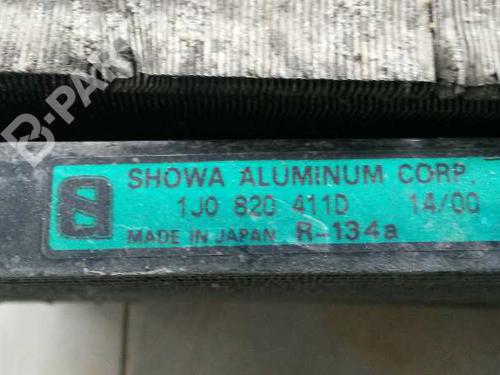 SHOWA ALUMINUM CORP.
1J0 820 411D 14/00
MADE IN JAPAN R-134a
B-PAR